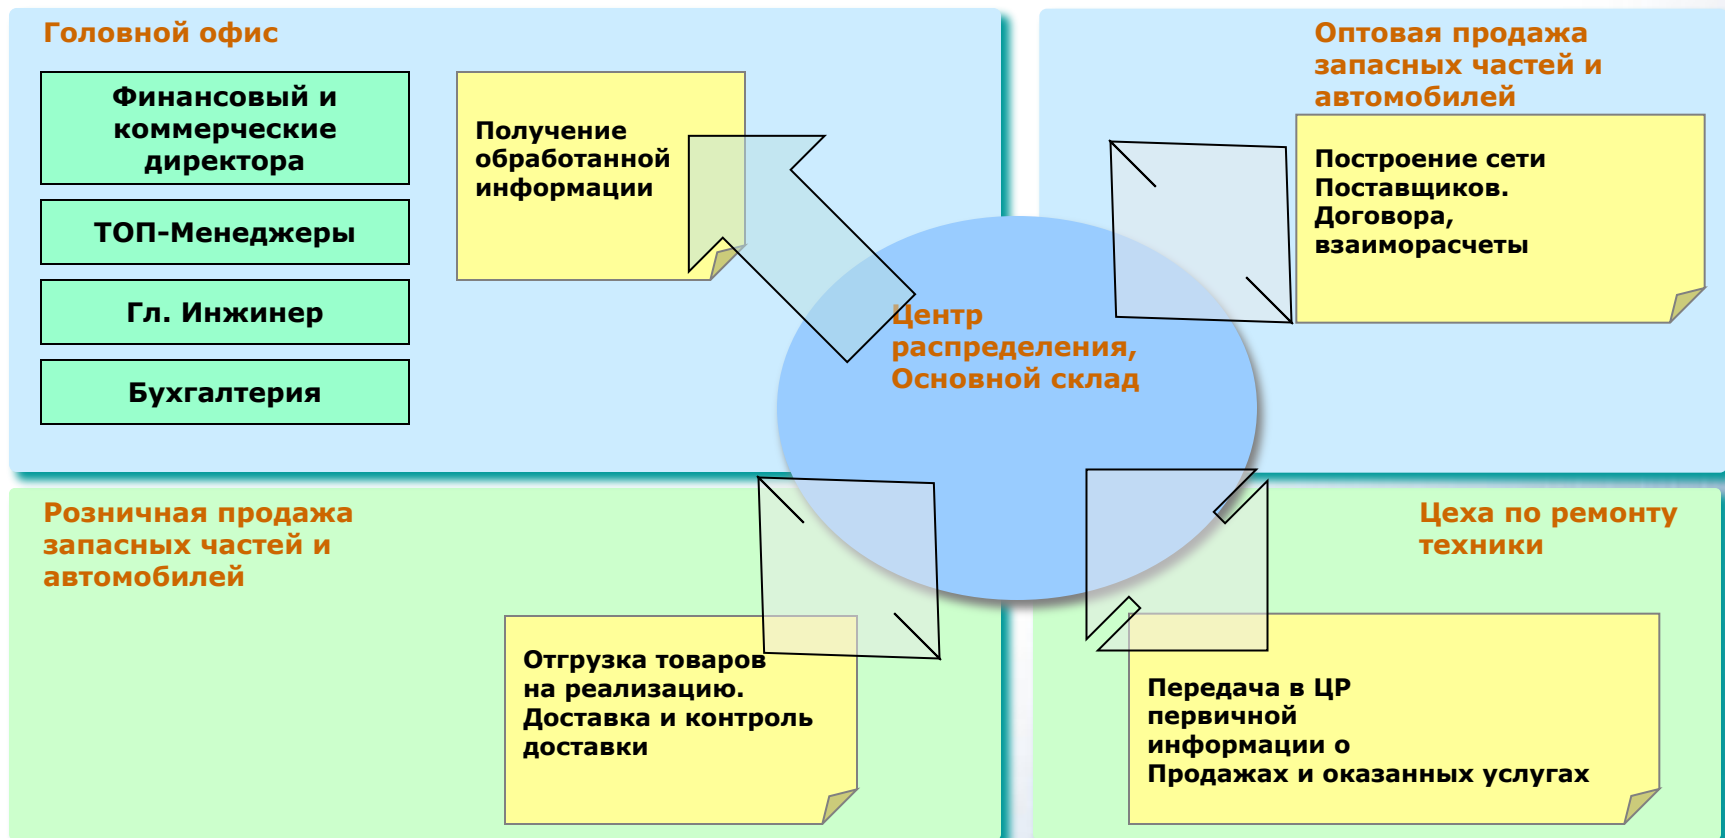 Головной офис
Финансовый и
коммерческие
директора
ТОП-Менеджеры
Гл. Инжинер
Бухгалтерия
Получение
обработанной
информации
Оптовая продажа
запасных частей и
автомобилей
Построение сети
Поставщиков.
Договора,
взаиморасчеты
Центр
распределения,
Основной склад
Розничная продажа
запасных частей и
автомобилей
Отгрузка товаров
на реализацию.
Доставка и контроль
доставки
Цеха по ремонту
техники
Передача в ЦР
первичной
информации о
Продажах и оказанных услугах